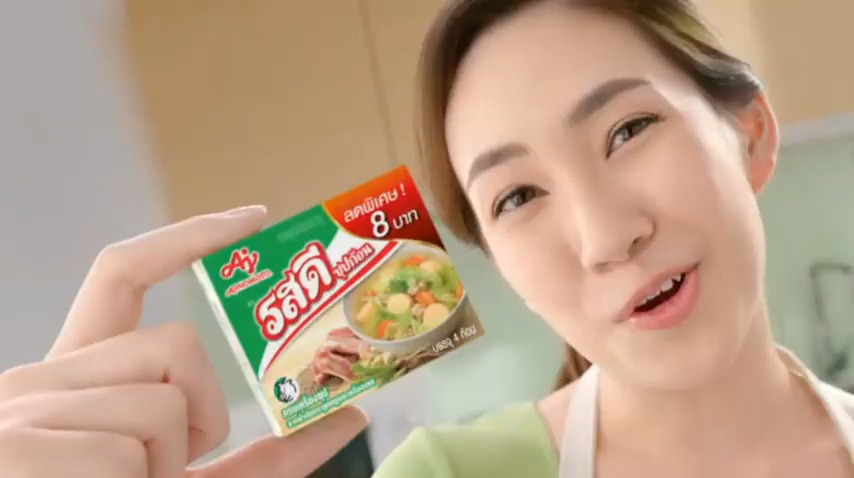 ลดพิเศษ !
8 บาท
AJINOMOTO
รสดี
ซุปก้อน
บรรจุ 4 ก้อน